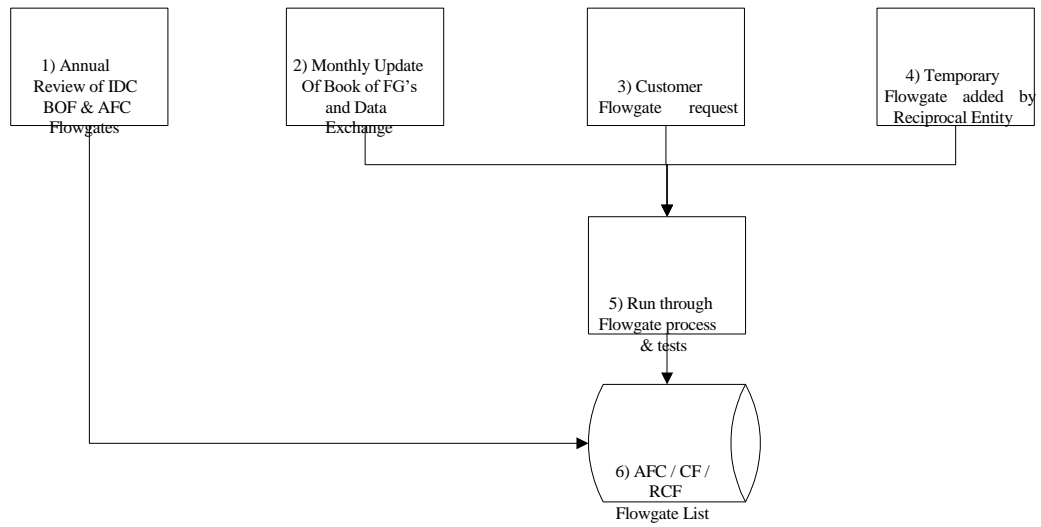 1) Annual
Review of IDC
BOF & AFC
Flowgates
2) Monthly Update
Of Book of FG's
and Data
Exchange
3) Customer
Flowgate request
4) Temporary
Flowgate added by
Reciprocal Entity
5) Run through
Flowgate process
& tests
6) AFC / CF /
RCF
Flowgate List